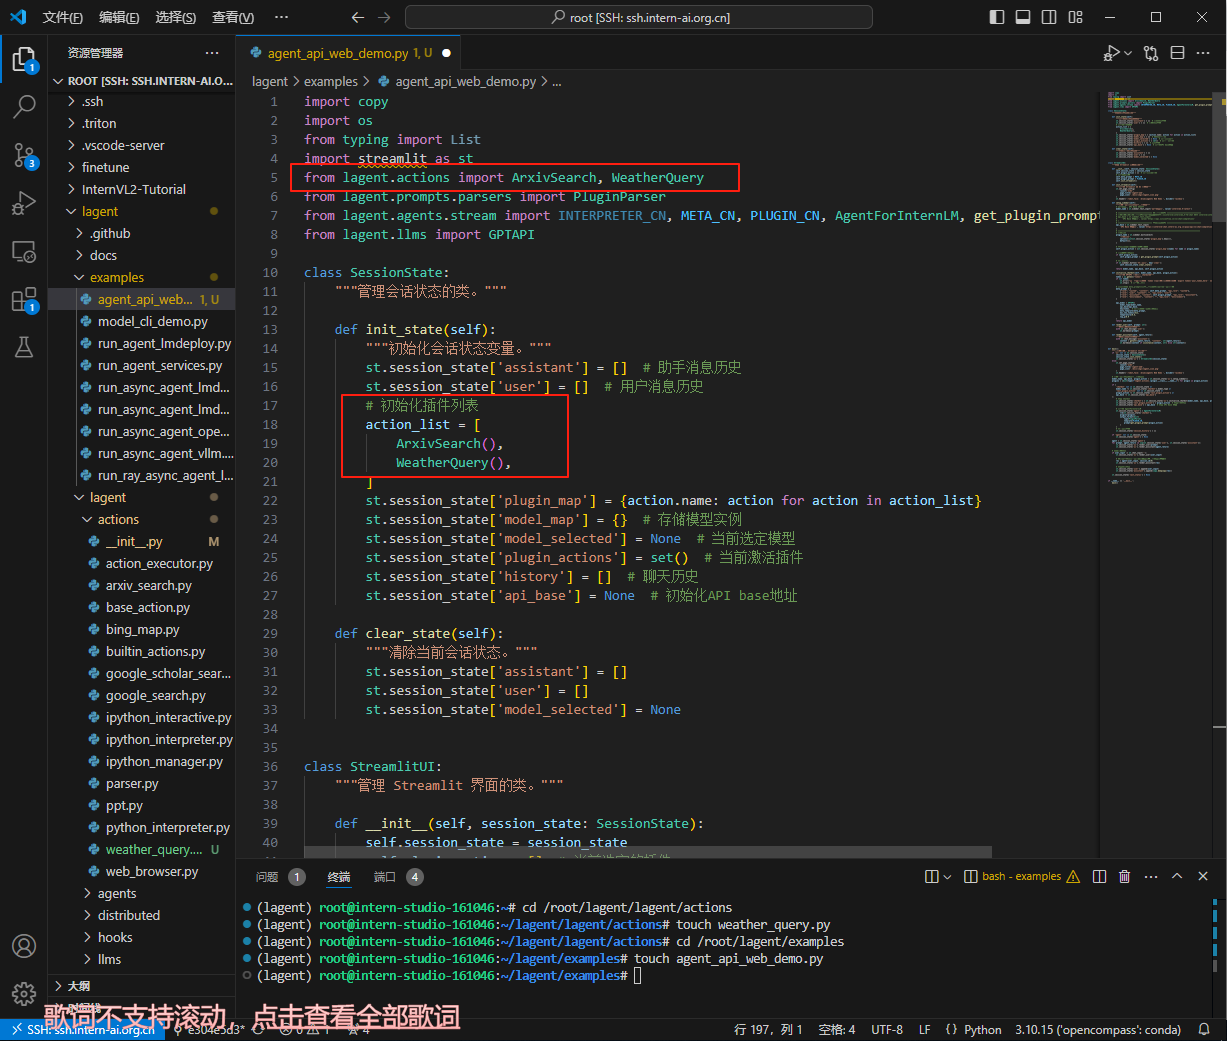 文件(F) 编辑(E) 选择(S) 查看(V) ··· root [SSH: ssh.intern-ai.org.cn]
资源管理器 ···
ROOT [SSH: SSH.INTERN-AI.O...
.ssh
.triton
.vscode-server
finetune
InternVL2-Tutorial
lagent
.github
docs
examples
agent_api_web... 1, U
model_cli_demo.py
run_agent_lmdeploy.py
run_agent_services.py
run_async_agent_lmd...
run_async_agent_lmd...
run_async_agent_ope...
run_async_agent_vllm....
run_ray_async_agent_l...
lagent
actions
__init__.py M
action_executor.py
arxiv_search.py
base_action.py
bing_map.py
builtin_actions.py
google_scholar_sear...
google_search.py
ipython_interactive.py
ipython_interpreter.py
ipython_manager.py
parser.py
ppt.py
python_interpreter.py
weather_query.... U
web_browser.py
agents
distributed
hooks
llms
大纲
1
3
1
agent_api_web_demo.py 1, U
lagent > examples > agent_api_web_demo.py > ...
1 import copy
2 import os
3 from typing import List
4 import streamlit as st
5 from lagent.actions import ArxivSearch, WeatherQuery
6 from lagent.prompts.parsers import PluginParser
7 from lagent.agents.stream import INTERPRETER_CN, META_CN, PLUGIN_CN, AgentForInternLM, get_plugin_prompt
8 from lagent.llms import GPTAPI
9
10 class SessionState:
11 """管理会话状态的类。"""
12
13 def init_state(self):
14 """初始化会话状态变量。"""
15 st.session_state['assistant'] = [] # 助手消息历史
16 st.session_state['user'] = [] # 用户消息历史
17 # 初始化插件列表
18 action_list = [
19 ArxivSearch(),
20 WeatherQuery(),
21 ]
22 st.session_state['plugin_map'] = {action.name: action for action in action_list}
23 st.session_state['model_map'] = {} # 存储模型实例
24 st.session_state['model_selected'] = None # 当前选定模型
25 st.session_state['plugin_actions'] = set() # 当前激活插件
26 st.session_state['history'] = [] # 聊天历史
27 st.session_state['api_base'] = None # 初始化API base地址
28
29 def clear_state(self):
30 """清除当前会话状态。"""
31 st.session_state['assistant'] = []
32 st.session_state['user'] = []
33 st.session_state['model_selected'] = None
34
35
36 class StreamlitUI:
37 """管理 Streamlit 界面的类。"""
38
39 def __init__(self, session_state: SessionState):
40 self.session_state = session_state
问题 1 终端 端口 4 bash - examples
(lagent) root@intern-studio-161046:~# cd /root/lagent/lagent/actions
(lagent) root@intern-studio-161046:~/lagent/lagent/actions# touch weather_query.py
(lagent) root@intern-studio-161046:~/lagent/lagent/actions# cd /root/lagent/examples
(lagent) root@intern-studio-161046:~/lagent/examples# touch agent_api_web_demo.py
(lagent) root@intern-studio-161046:~/lagent/examples#
歌词不支持滚动，点击查看全部歌词
SSH: ssh.intern-ai.org.cn e304e5d3* 0 1 4 行 197，列 1 空格: 4 UTF-8 LF {} Python 3.10.15 ('opencompass': conda)